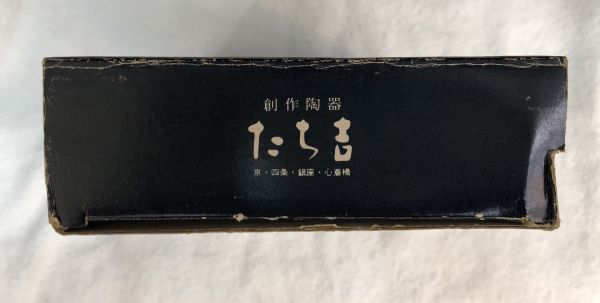 創作陶器
たち吉
京・四条・銀座・心斎橋